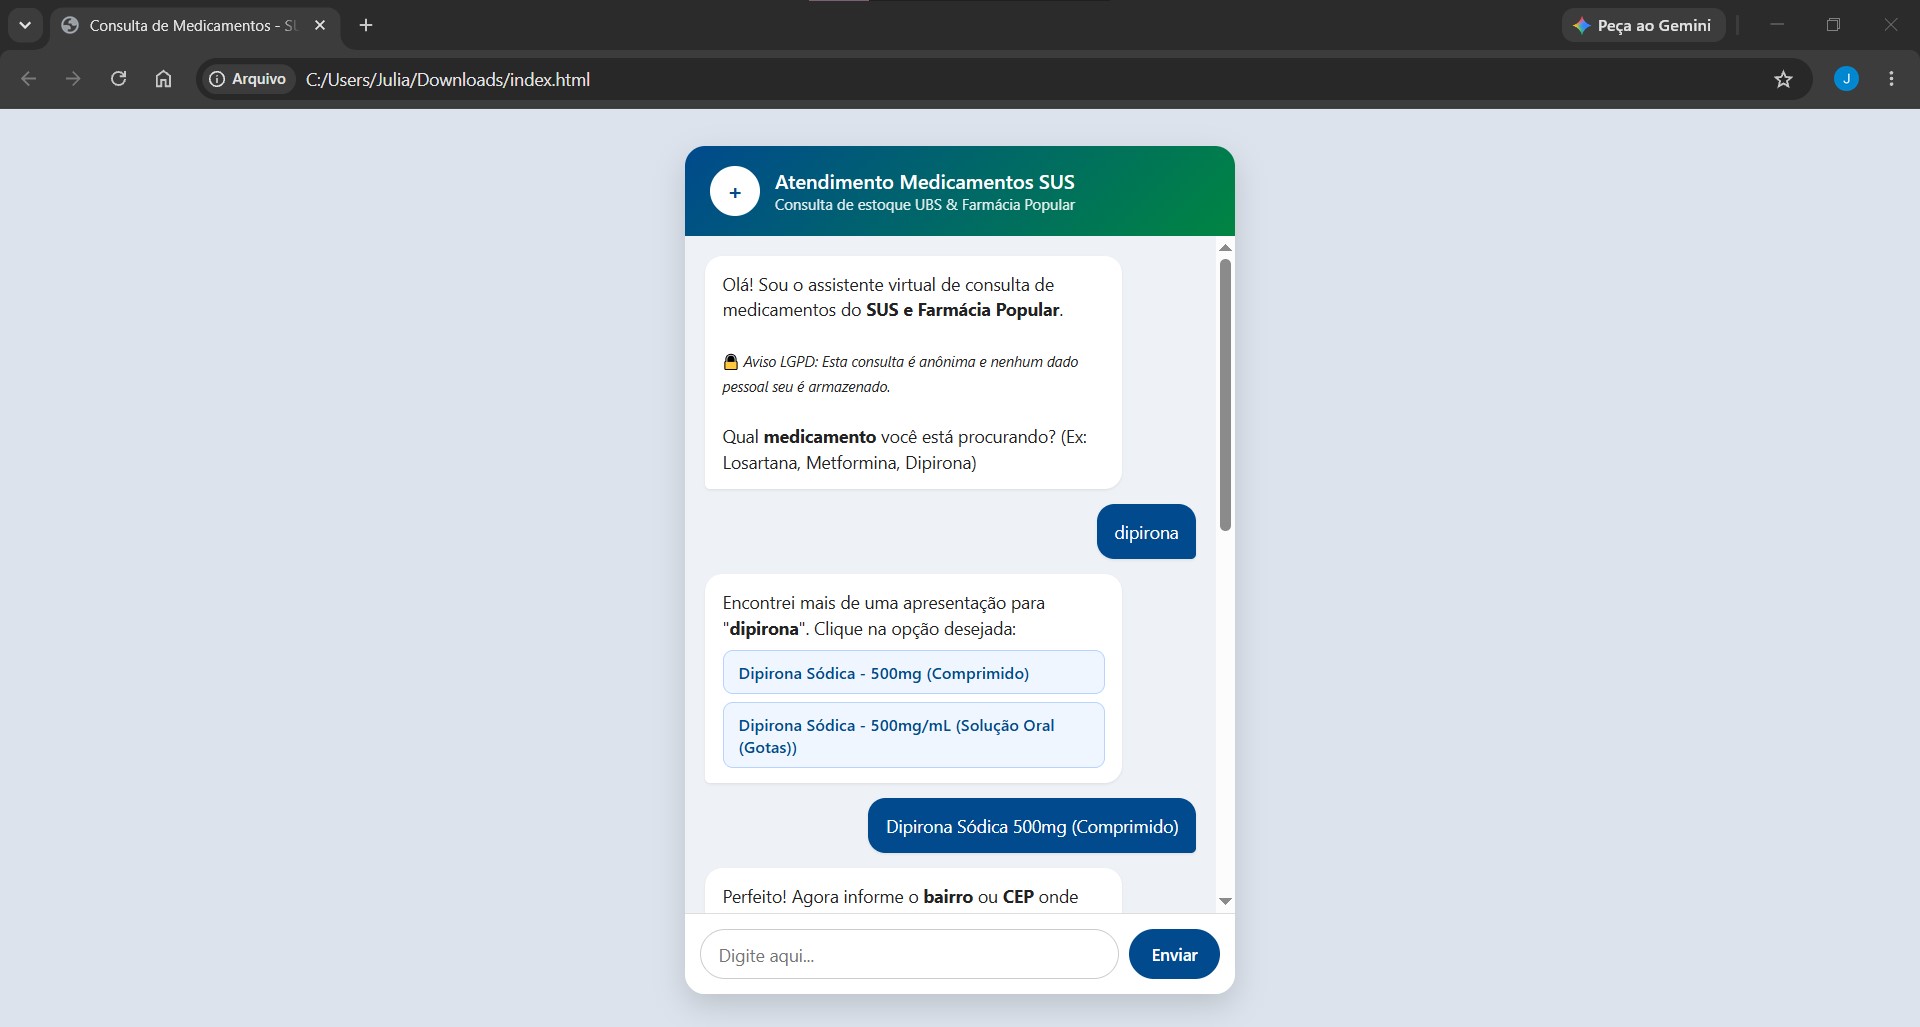 Consulta de Medicamentos - SU
Peça ao Gemini
Arquivo
C:/Users/Julia/Downloads/index.html
J
+
Atendimento Medicamentos SUS
Consulta de estoque UBS & Farmácia Popular
Olá! Sou o assistente virtual de consulta de
medicamentos do SUS e Farmácia Popular.
🔒 Aviso LGPD: Esta consulta é anônima e nenhum dado
pessoal seu é armazenado.
Qual medicamento você está procurando? (Ex:
Losartana, Metformina, Dipirona)
dipirona
Encontrei mais de uma apresentação para
"dipirona". Clique na opção desejada:
Dipirona Sódica - 500mg (Comprimido)
Dipirona Sódica - 500mg/mL (Solução Oral
(Gotas))
Dipirona Sódica 500mg (Comprimido)
Perfeito! Agora informe o bairro ou CEP onde
Digite aqui...
Enviar